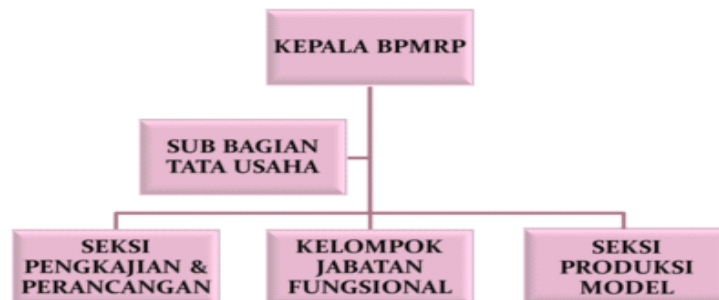 KEPALA BPMRP
SUB BAGIAN
TATA USAHA
SEKSI
PENGKAJIAN &
PERANCANGAN
KELOMPOK
JABATAN
FUNGSIONAL
SEKSI
PRODUKSI
MODEL